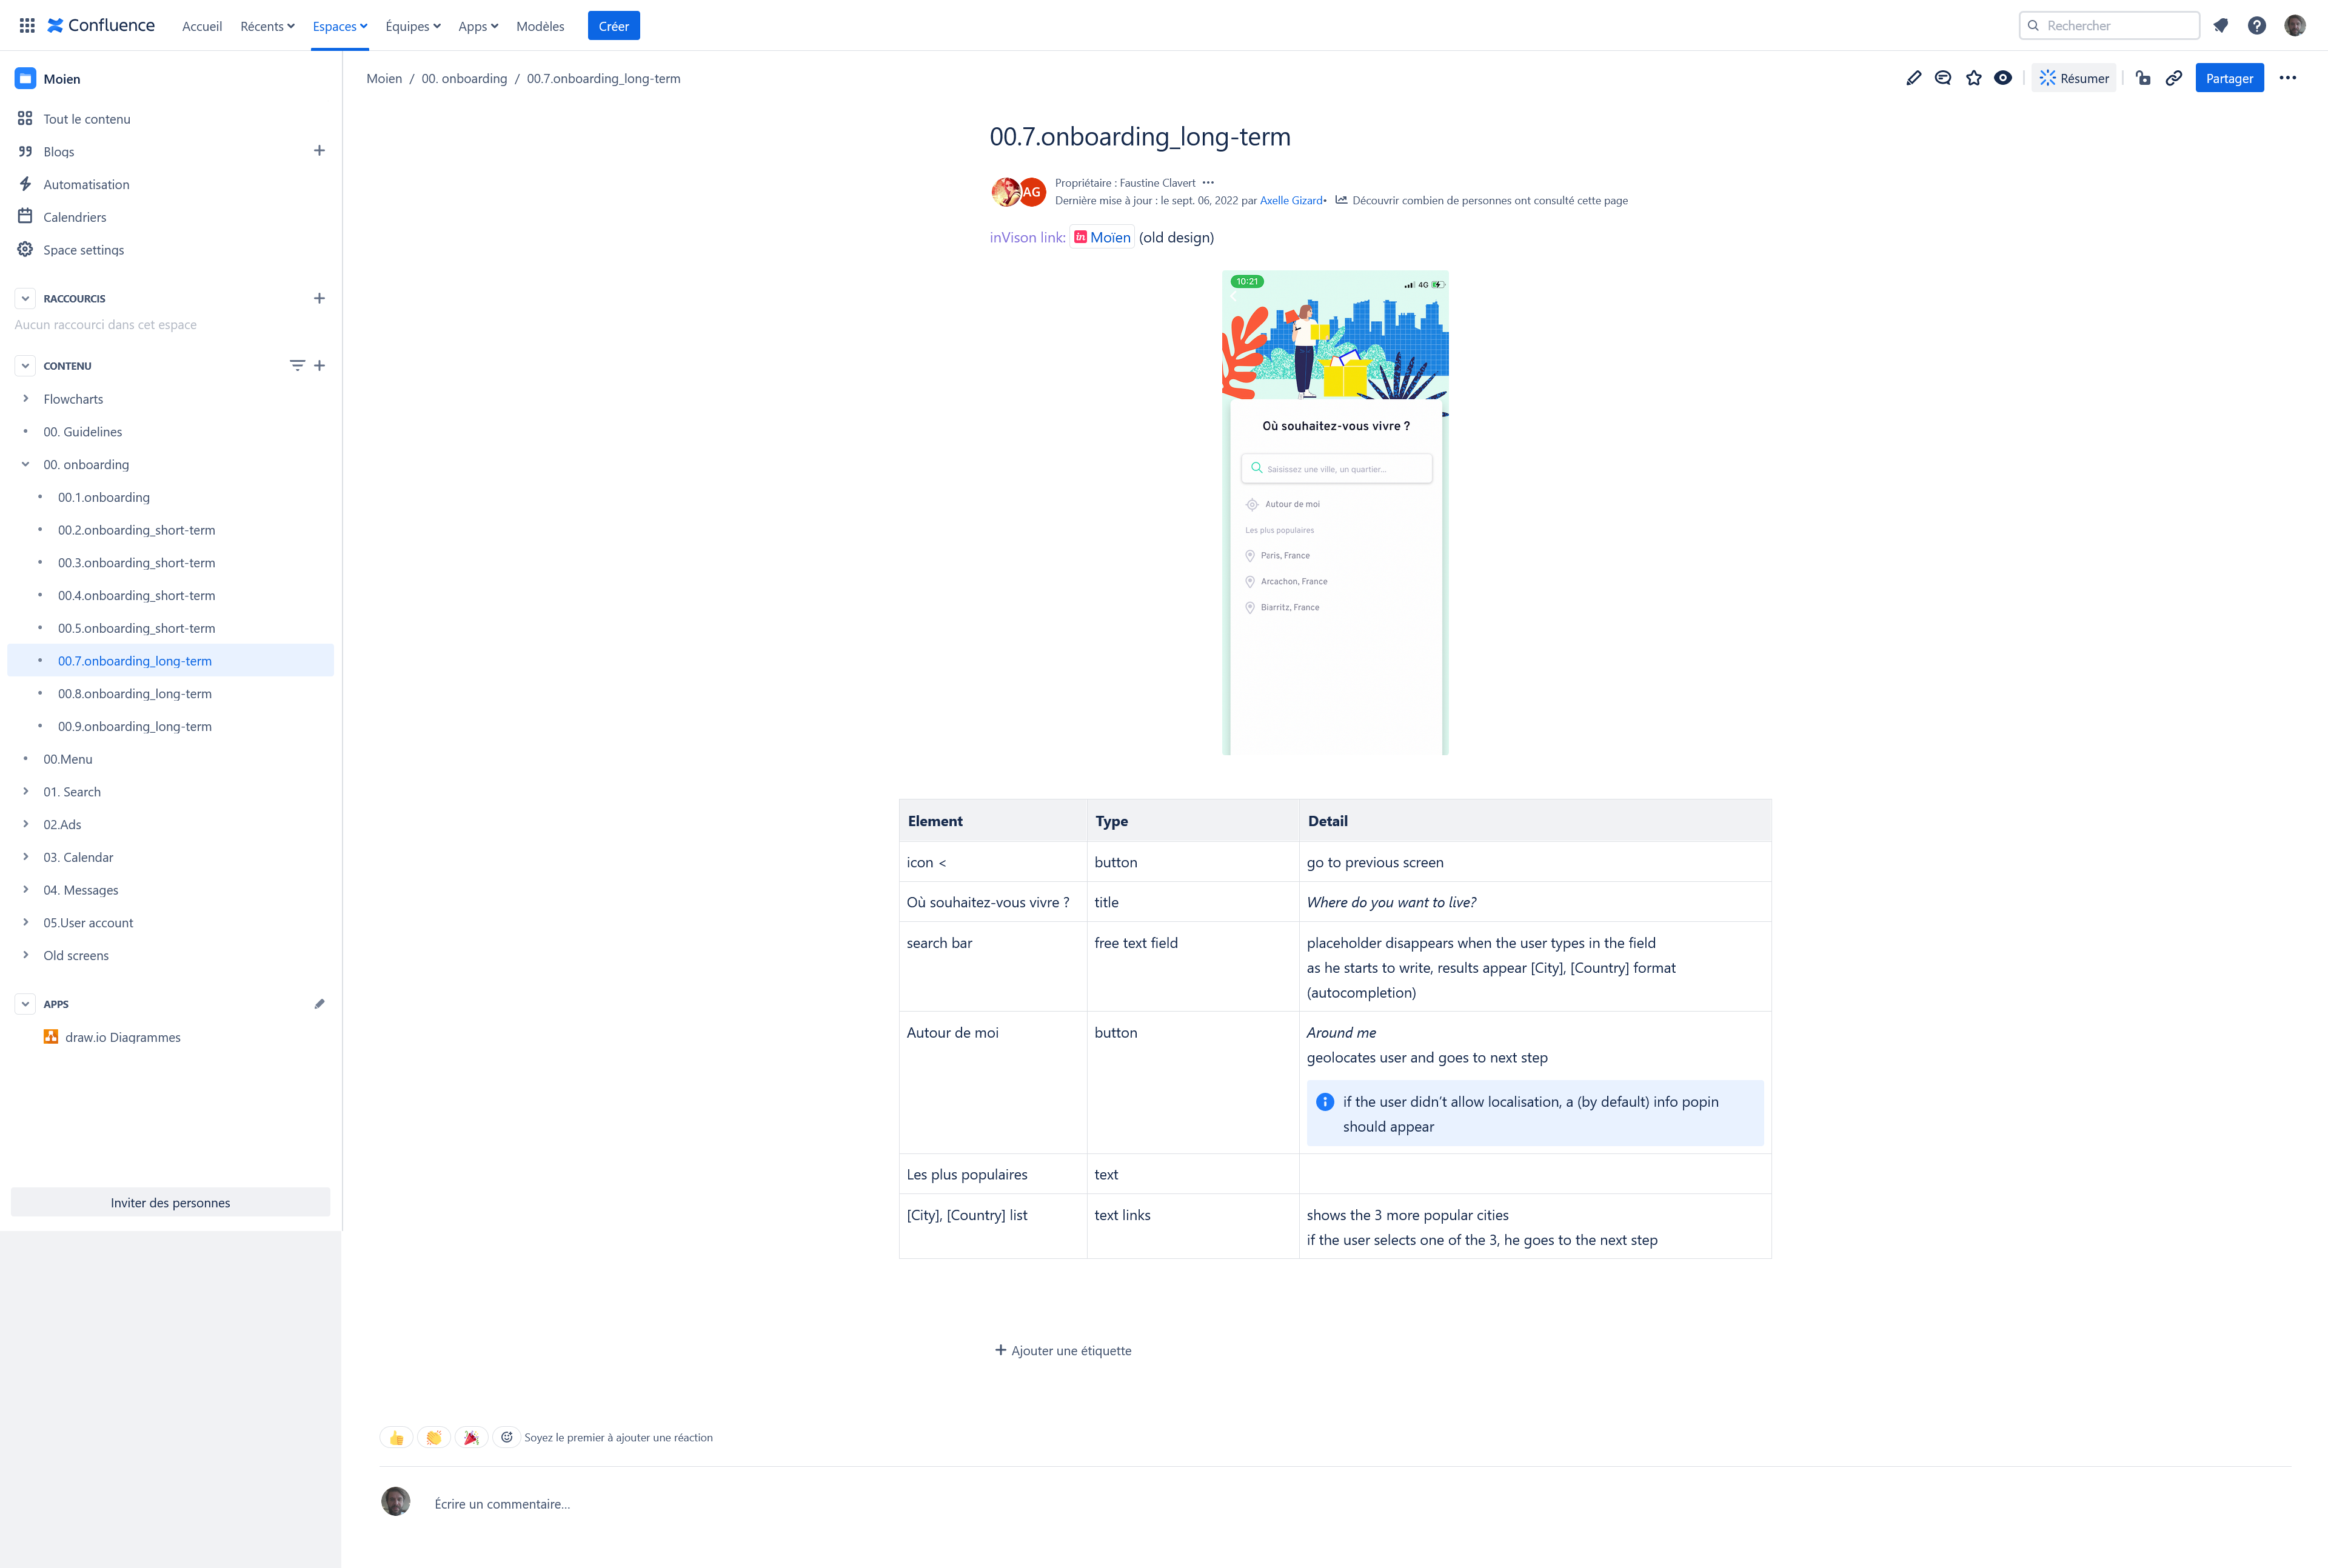 Confluence Accueil Récents Espaces Équipes Apps Modèles Créer Rechercher
Moien
Tout le contenu
Blogs
Automatisation
Calendriers
Space settings
RACCOURCIS
Aucun raccourci dans cet espace
CONTENU
Flowcharts
00. Guidelines
00. onboarding
00.1.onboarding
00.2.onboarding_short-term
00.3.onboarding_short-term
00.4.onboarding_short-term
00.5.onboarding_short-term
00.7.onboarding_long-term
00.8.onboarding_long-term
00.9.onboarding_long-term
00.Menu
01. Search
02.Ads
03. Calendar
04. Messages
05.User account
Old screens
APPS
draw.io Diagrammes
Inviter des personnes
Moien / 00. onboarding / 00.7.onboarding_long-term
Résumer Partager
00.7.onboarding_long-term
AG
Propriétaire : Faustine Clavert
Dernière mise à jour : le sept. 06, 2022 par Axelle Gizard• Découvrir combien de personnes ont consulté cette page
inVison link: in Moïen (old design)
10:21 4G
Où souhaitez-vous vivre ?
Saisissez une ville, un quartier...
Autour de moi
Les plus populaires
Paris, France
Arcachon, France
Biarritz, France
Element Type Detail
icon < button go to previous screen
Où souhaitez-vous vivre ? title Where do you want to live?
search bar free text field placeholder disappears when the user types in the field
as he starts to write, results appear [City], [Country] format
(autocompletion)
Autour de moi button Around me
geolocates user and goes to next step
if the user didn't allow localisation, a (by default) info popin
should appear
Les plus populaires text
[City], [Country] list text links shows the 3 more popular cities
if the user selects one of the 3, he goes to the next step
Ajouter une étiquette
Soyez le premier à ajouter une réaction
Écrire un commentaire…